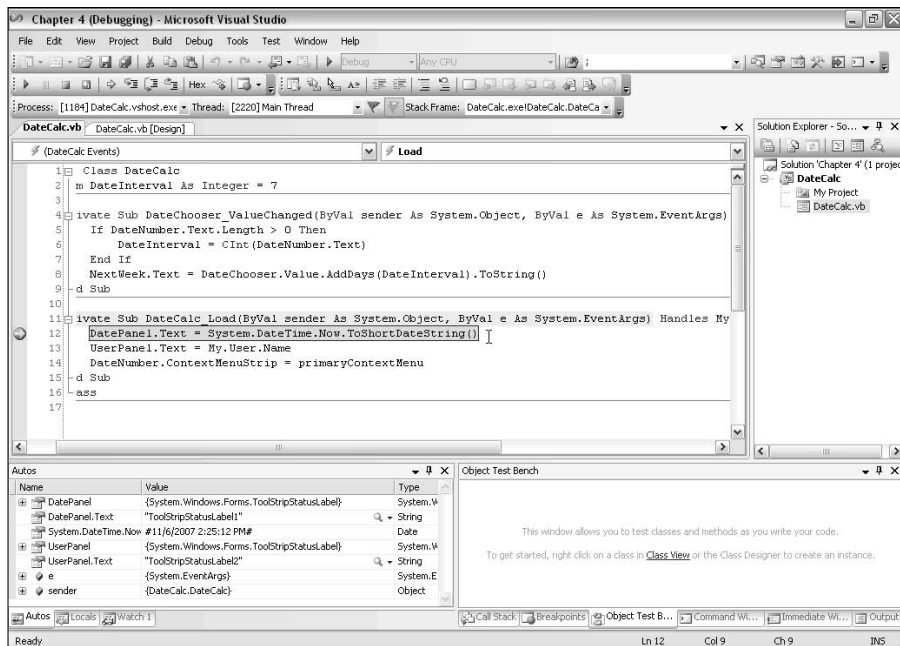 Chapter 4 (Debugging) - Microsoft Visual Studio
File Edit View Project Build Debug Tools Test Window Help
Debug Any CPU
Hex
Process: [1184] DateCalc.vshost.exe Thread: [2220] Main Thread Stack Frame: DateCalc.exe!DateCalc.DateCa
DateCalc.vb DateCalc.vb [Design]
(DateCalc Events) Load
1 Class DateCalc
2 m DateInterval As Integer = 7
3
4 ivate Sub DateChooser_ValueChanged(ByVal sender As System.Object, ByVal e As System.EventArgs)
5 If DateNumber.Text.Length > 0 Then
6 DateInterval = CInt(DateNumber.Text)
7 End If
8 NextWeek.Text = DateChooser.Value.AddDays(DateInterval).ToString()
9 d Sub
10
11 ivate Sub DateCalc_Load(ByVal sender As System.Object, ByVal e As System.EventArgs) Handles My
12 DatePanel.Text = System.DateTime.Now.ToShortDateString()
13 UserPanel.Text = My.User.Name
14 DateNumber.ContextMenuStrip = primaryContextMenu
15 d Sub
16 ass
17
Solution Explorer - So...
Solution 'Chapter 4' (1 projec
DateCalc
My Project
DateCalc.vb
Autos
Name Value Type
DatePanel {System.Windows.Forms.ToolStripStatusLabel} System.W
DatePanel.Text "ToolStripStatusLabel1" String
System.DateTime.Now #11/6/2007 2:25:12 PM# Date
UserPanel {System.Windows.Forms.ToolStripStatusLabel} System.W
UserPanel.Text "ToolStripStatusLabel2" String
e {System.EventArgs} System.E
sender {DateCalc.DateCalc} Object
Autos Locals Watch 1
Object Test Bench
This window allows you to test classes and methods as you write your code.
To get started, right click on a class in Class View or the Class Designer to create an instance.
Call Stack Breakpoints Object Test B... Command Wi... Immediate Wi... Output
Ready Ln 12 Col 9 Ch 9 INS